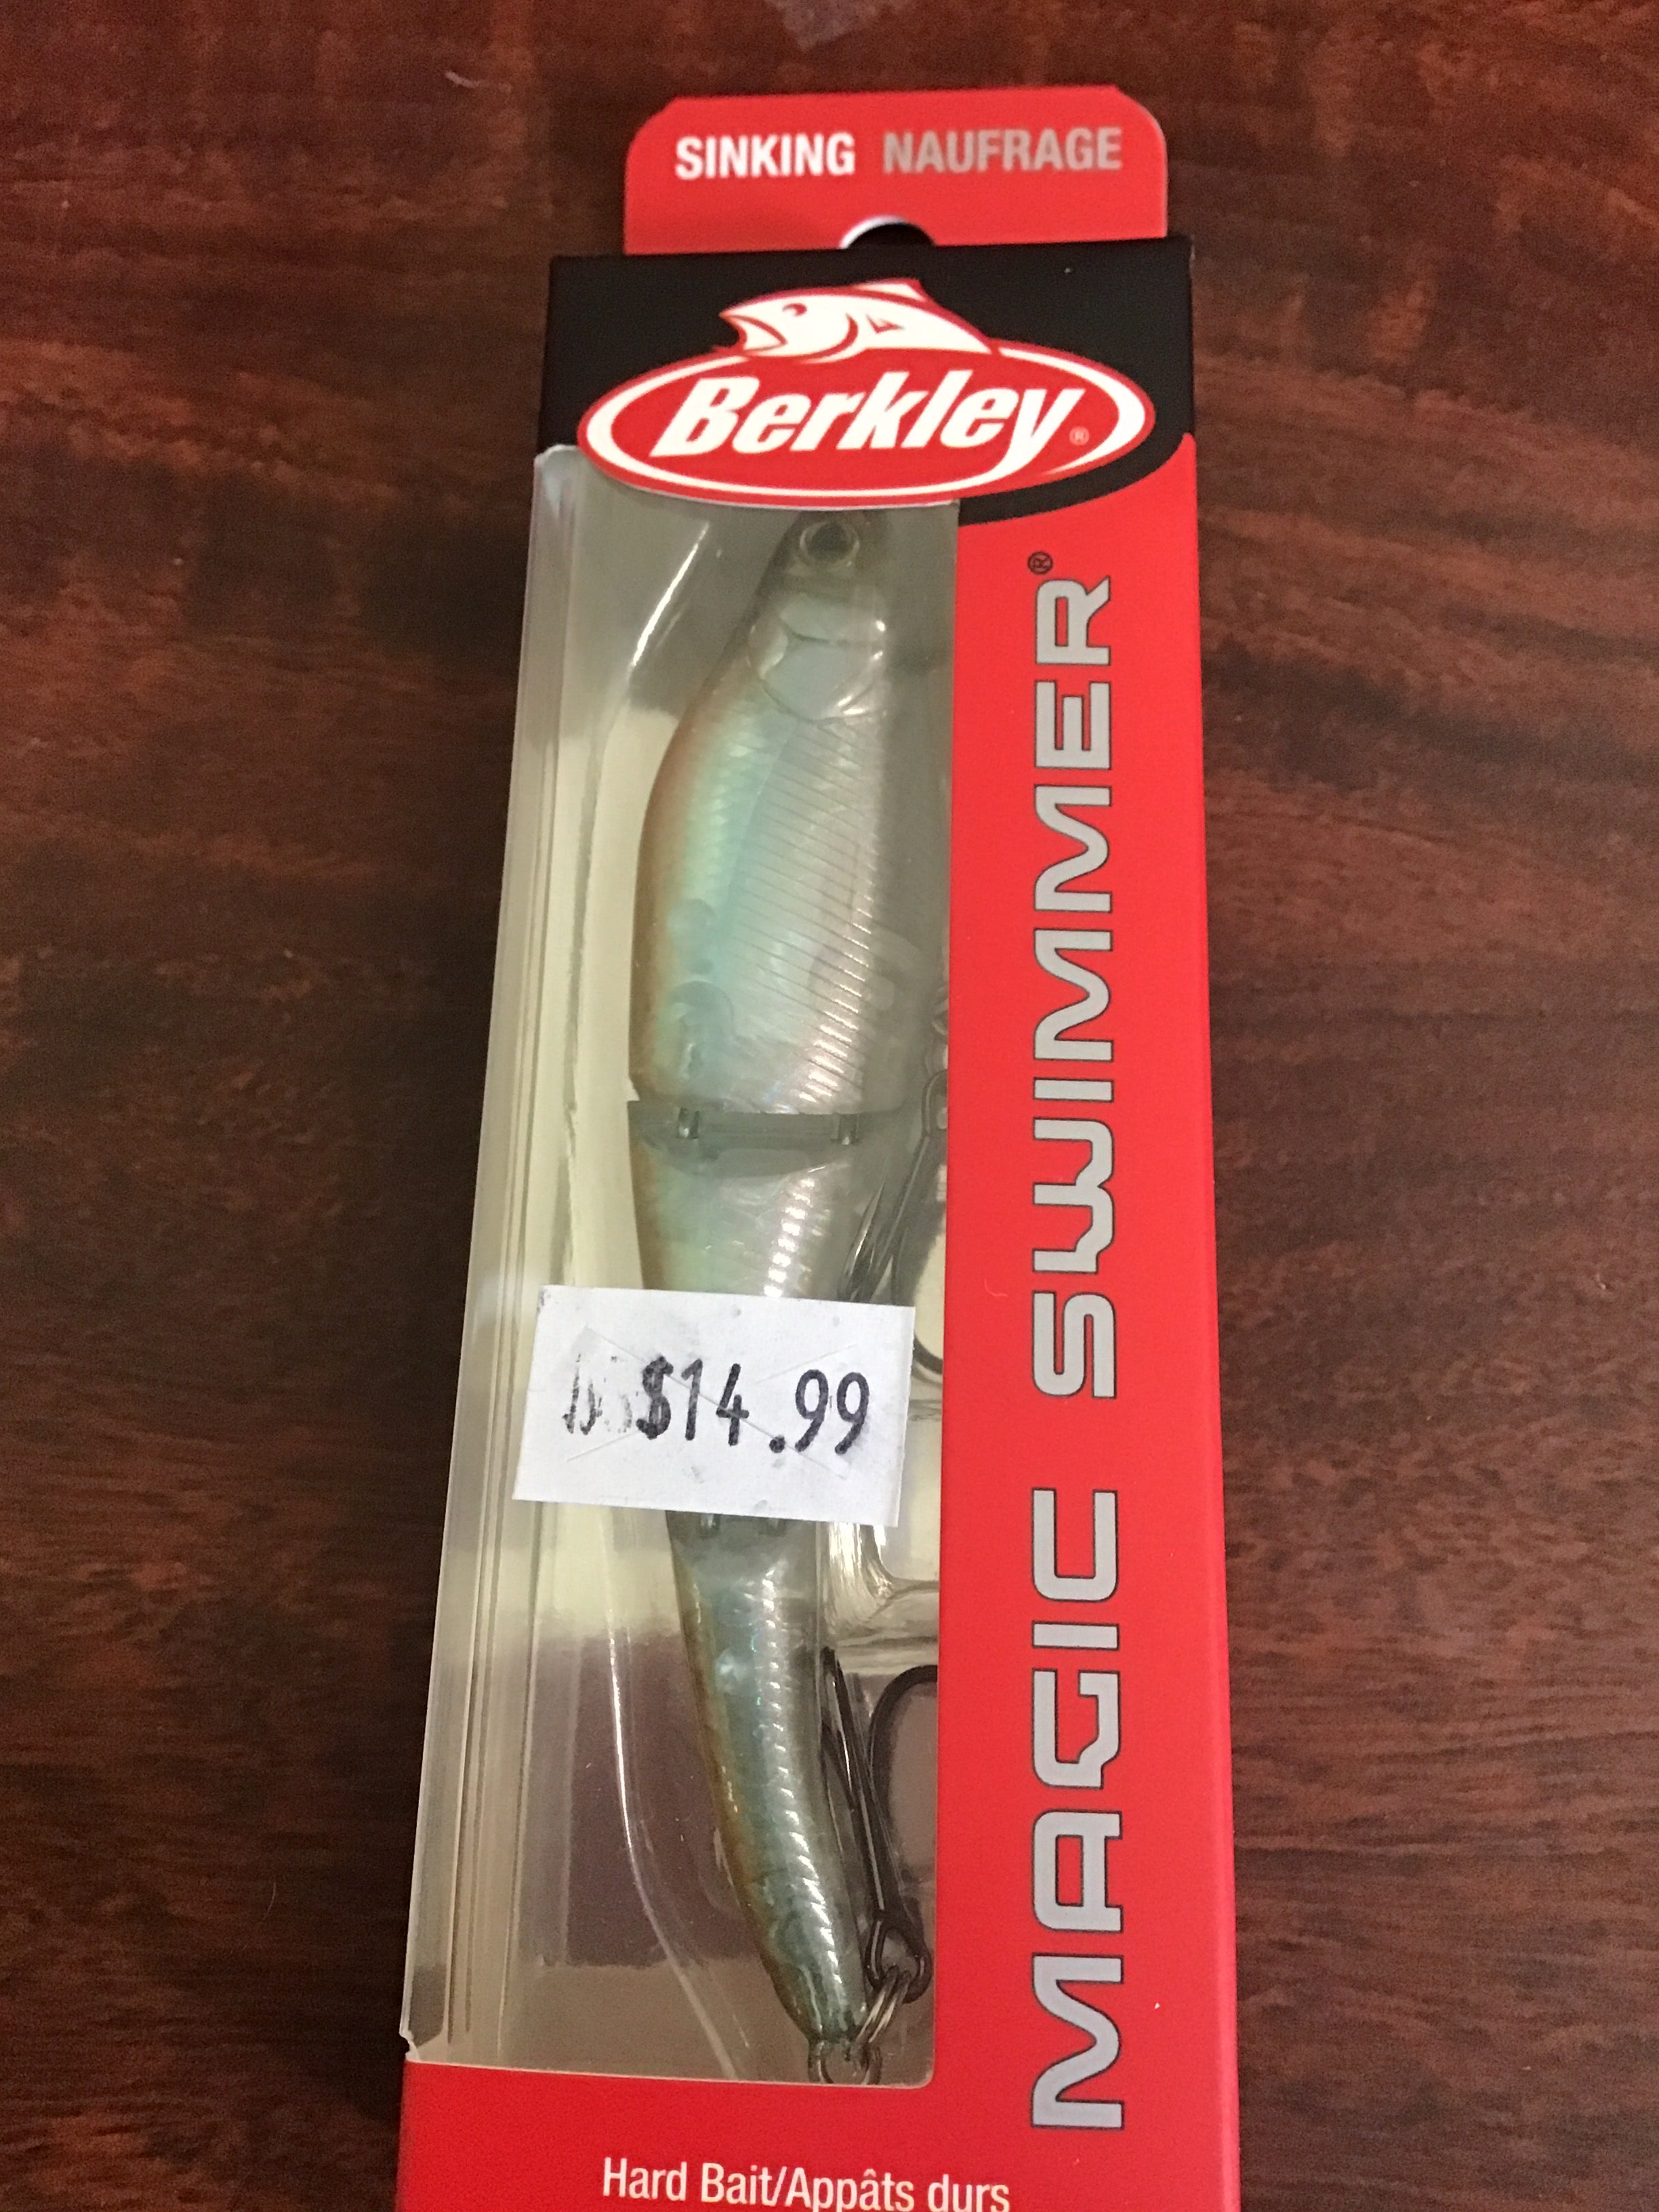 SINKING NAUFRAGE
Berkley®
MAGIC SWIMMER®
$14.99
Hard Bait/Appâts durs